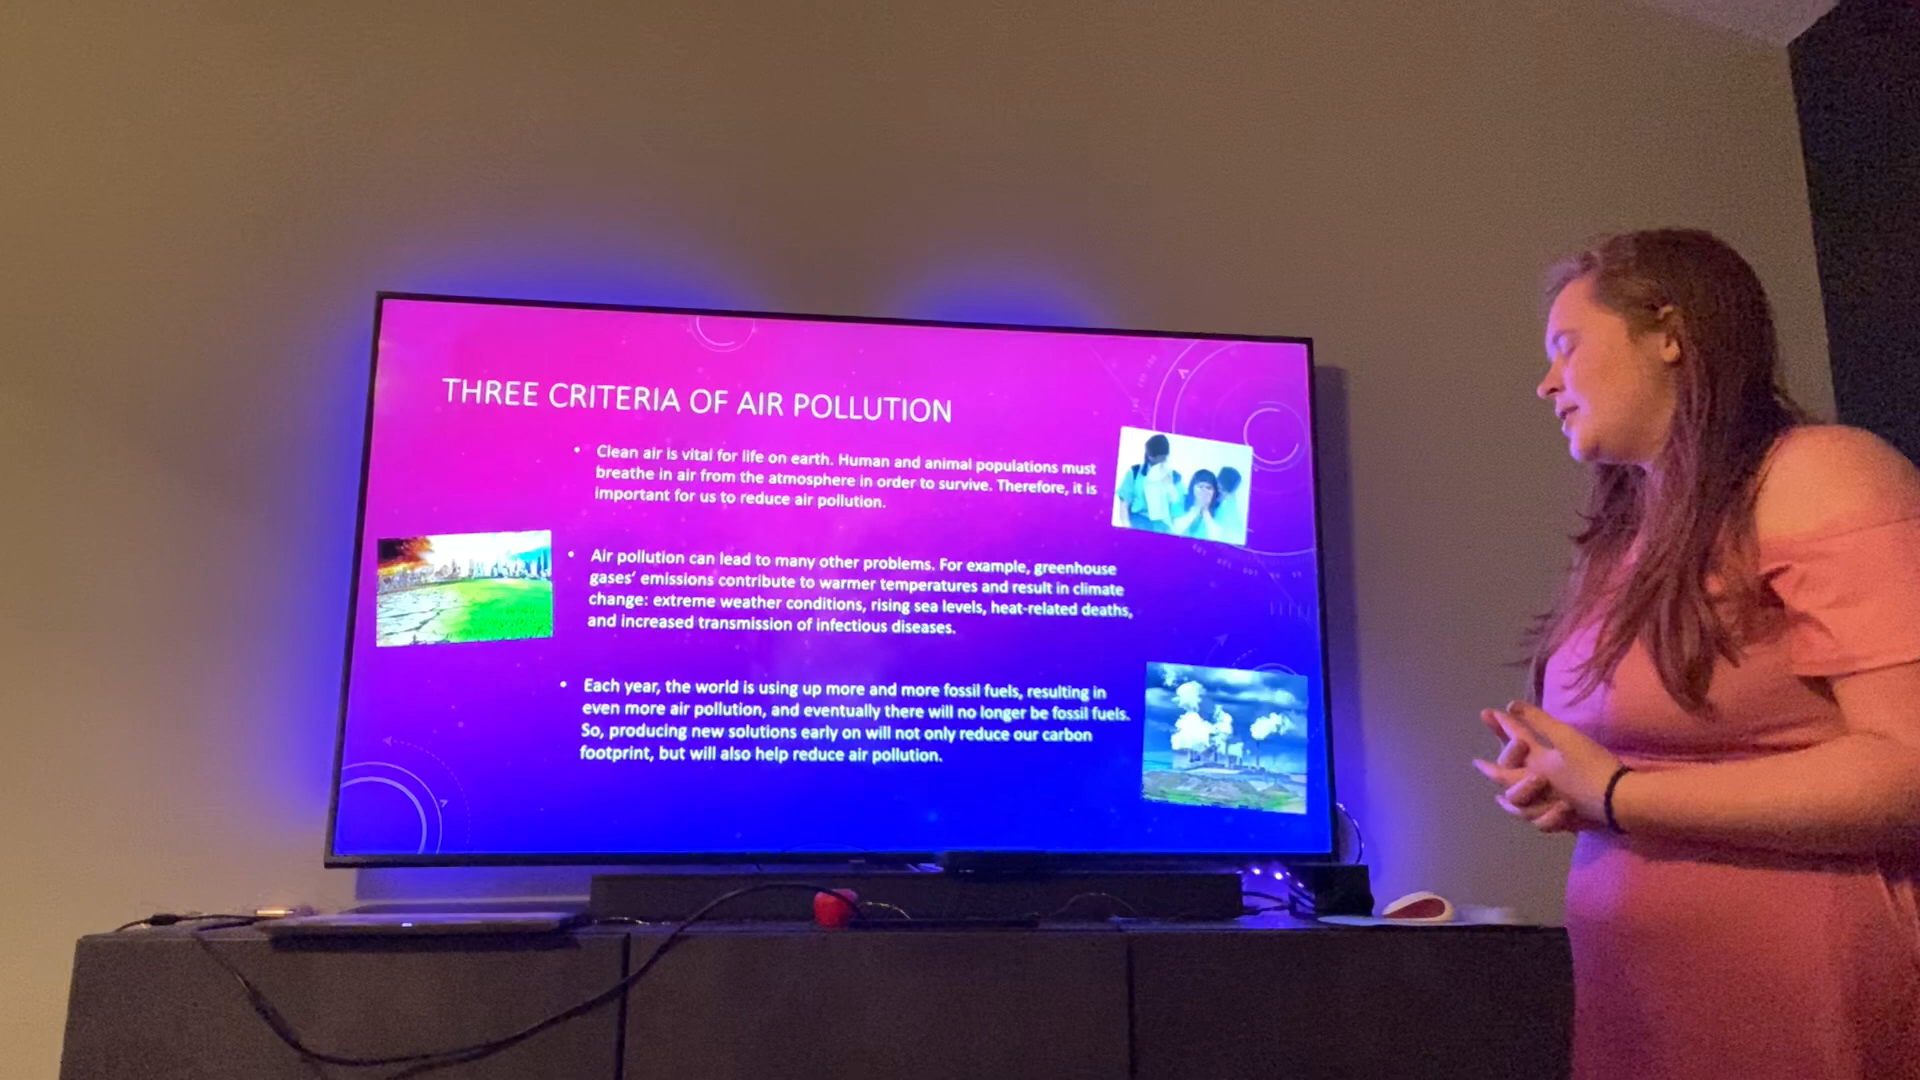 THREE CRITERIA OF AIR POLLUTION
• Clean air is vital for life on earth. Human and animal populations must
breathe in air from the atmosphere in order to survive. Therefore, it is
important for us to reduce air pollution.
• Air pollution can lead to many other problems. For example, greenhouse
gases’ emissions contribute to warmer temperatures and result in climate
change: extreme weather conditions, rising sea levels, heat-related deaths,
and increased transmission of infectious diseases.
• Each year, the world is using up more and more fossil fuels, resulting in
even more air pollution, and eventually there will no longer be fossil fuels.
So, producing new solutions early on will not only reduce our carbon
footprint, but will also help reduce air pollution.